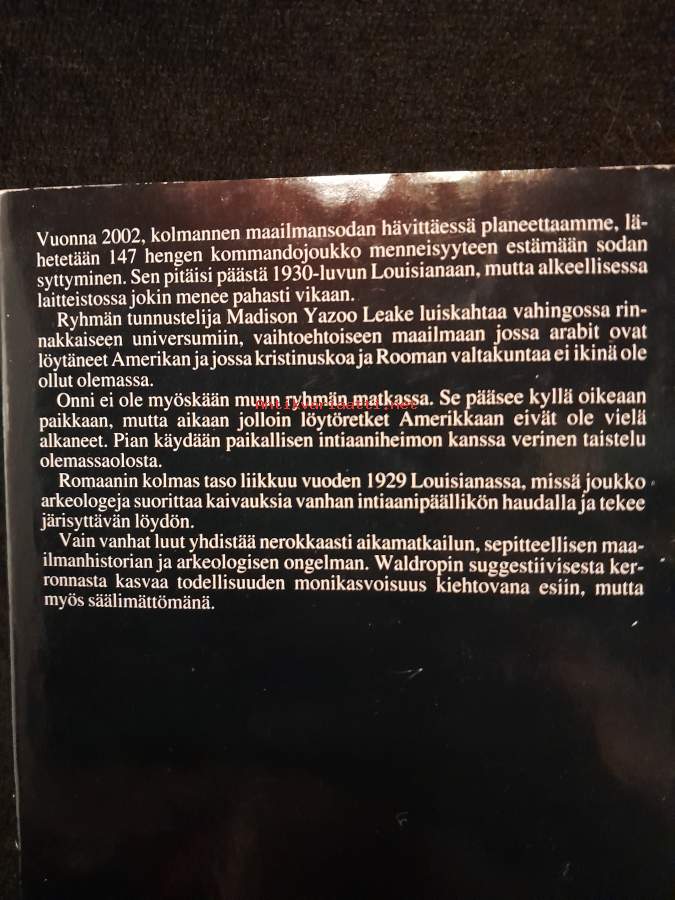 Vuonna 2002, kolmannen maailmansodan hävittäessä planeettaamme, lä-
hetetään 147 hengen kommandojoukko menneisyyteen estämään sodan
syttyminen. Sen pitäisi päästä 1930-luvun Louisianaan, mutta alkeellisessa
laitteistossa jokin menee pahasti vikaan.
Ryhmän tunnustelija Madison Yazoo Leake luiskahtaa vahingossa rin-
nakkaiseen universumiin, vaihtoehtoiseen maailmaan jossa arabit ovat
löytäneet Amerikan ja jossa kristinuskoa ja Rooman valtakuntaa ei ikinä ole
ollut olemassa.
Onni ei ole myöskään muun ryhmän matkassa. Se pääsee kyllä oikeaan
Antikvariaatti.net
paikkaan, mutta aikaan jolloin löytöretket Amerikkaan eivät ole vielä
alkaneet. Pian käydään paikallisen intiaaniheimon kanssa verinen taistelu
olemassaolosta.
Romaanin kolmas taso liikkuu vuoden 1929 Louisianassa, missä joukko
arkeologeja suorittaa kaivauksia vanhan intiaanipäällikön haudalla ja tekee
järisyttävän löydön.
Vain vanhat luut yhdistää nerokkaasti aikamatkailun, sepitteellisen maa-
ilmanhistorian ja arkeologisen ongelman. Waldropin suggestiivisesta ker-
ronnasta kasvaa todellisuuden monikasvoisuus kiehtovana esiin, mutta
myös säälimättömänä.